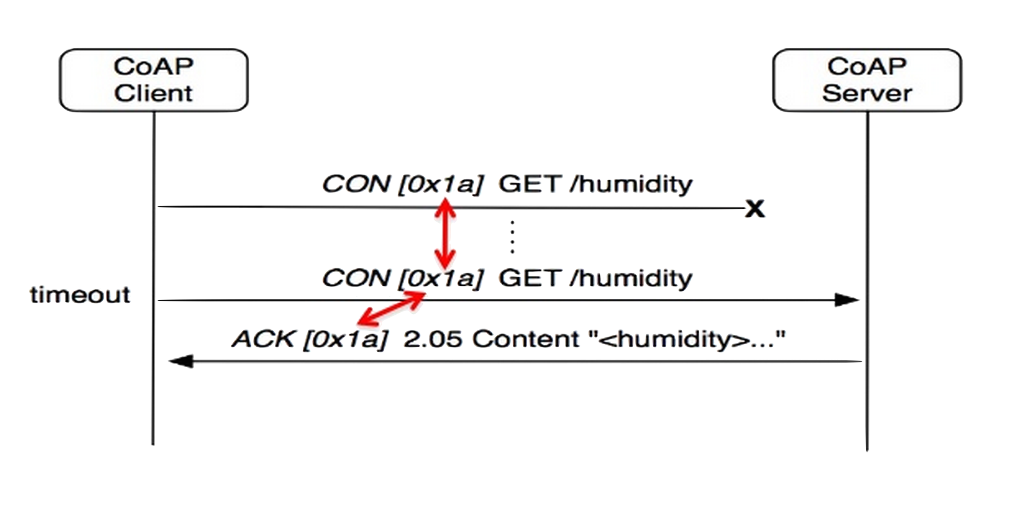 CoAP
Client
CoAP
Server
CON [0x1a] GET /humidity
x
CON [0x1a] GET /humidity
timeout
ACK [0x1a] 2.05 Content "<humidity>..."